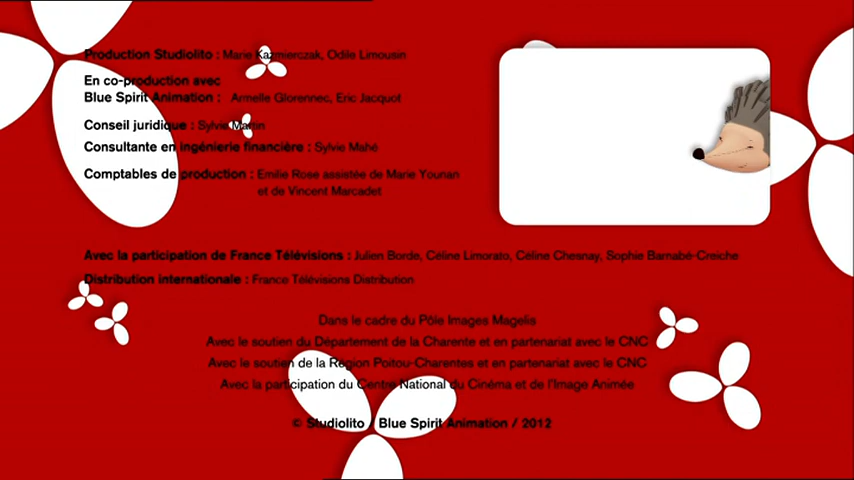 Production Studiolito : Marie Kazmierczak, Odile Limousin
En co-production avec
Blue Spirit Animation : Armelle Glorennec, Eric Jacquot
Conseil juridique : Sylvie Martin
Consultante en ingénierie financière : Sylvie Mahé
Comptables de production : Emilie Rose assistée de Marie Younan
et de Vincent Marcadet
Avec la participation de France Télévisions : Julien Borde, Céline Limorato, Céline Chesnay, Sophie Barnabé-Creiche
Distribution internationale : France Télévisions Distribution
Dans le cadre du Pôle Images Magelis
Avec le soutien du Département de la Charente et en partenariat avec le CNC
Avec le soutien de la Région Poitou-Charentes et en partenariat avec le CNC
Avec la participation du Centre National du Cinéma et de l'Image Animée
© Studiolito / Blue Spirit Animation / 2012